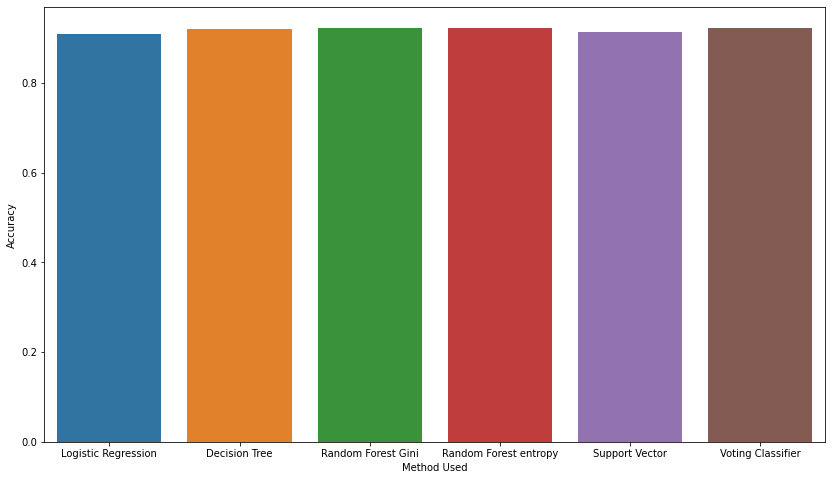 Accuracy
0.8
0.6
0.4
0.2
0.0
Logistic Regression
Decision Tree
Random Forest Gini
Random Forest entropy
Support Vector
Voting Classifier
Method Used